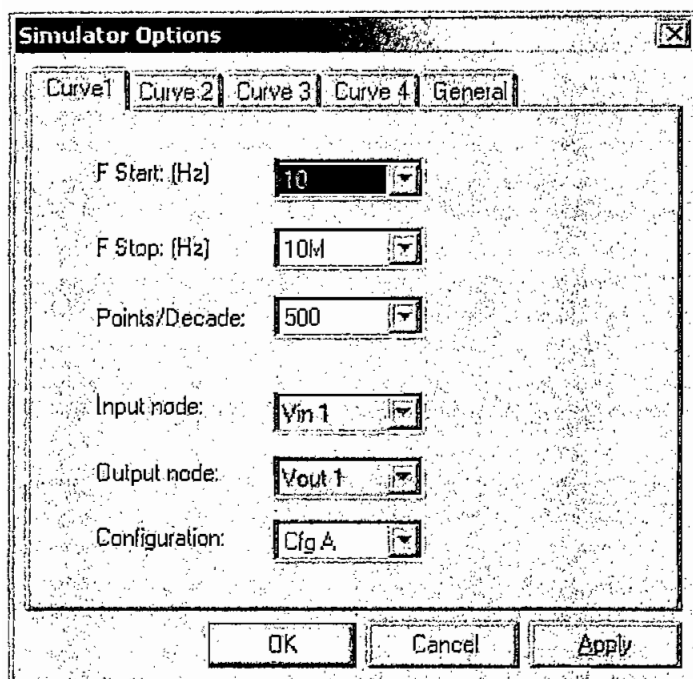 Simulator Options
Curve1 Curve 2 Curve 3 Curve 4 General
F Start: (Hz) 10
F Stop: (Hz) 10M
Points/Decade: 500
Input node: Vin 1
Output node: Vout 1
Configuration: Cfg A
OK Cancel Apply